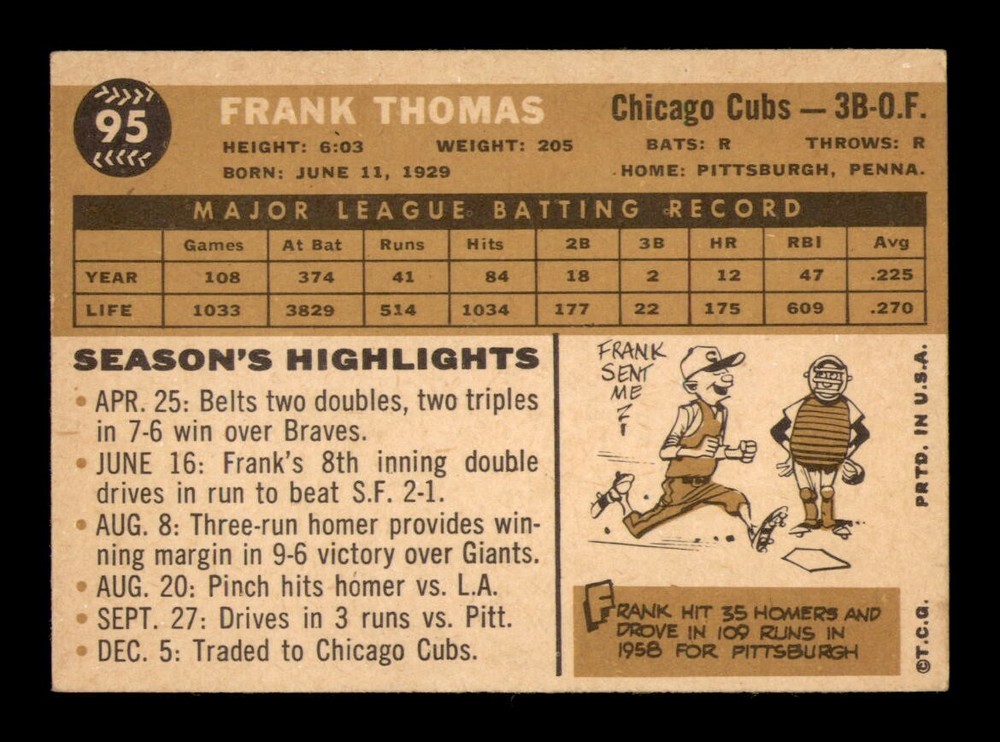 95
FRANK THOMAS
Chicago Cubs — 3B-O.F.
HEIGHT: 6:03 WEIGHT: 205 BATS: R THROWS: R
BORN: JUNE 11, 1929 HOME: PITTSBURGH, PENNA.
MAJOR LEAGUE BATTING RECORD
Games At Bat Runs Hits 2B 3B HR RBI Avg
YEAR 108 374 41 84 18 2 12 47 .225
LIFE 1033 3829 514 1034 177 22 175 609 .270
SEASON'S HIGHLIGHTS
• APR. 25: Belts two doubles, two triples
in 7-6 win over Braves.
• JUNE 16: Frank's 8th inning double
drives in run to beat S.F. 2-1.
• AUG. 8: Three-run homer provides win-
ning margin in 9-6 victory over Giants.
• AUG. 20: Pinch hits homer vs. L.A.
• SEPT. 27: Drives in 3 runs vs. Pitt.
• DEC. 5: Traded to Chicago Cubs.
FRANK
SENT
ME
C
FRANK HIT 35 HOMERS AND
DROVE IN 109 RUNS IN
1958 FOR PITTSBURGH
PRTD. IN U.S.A.
©T.C.G.